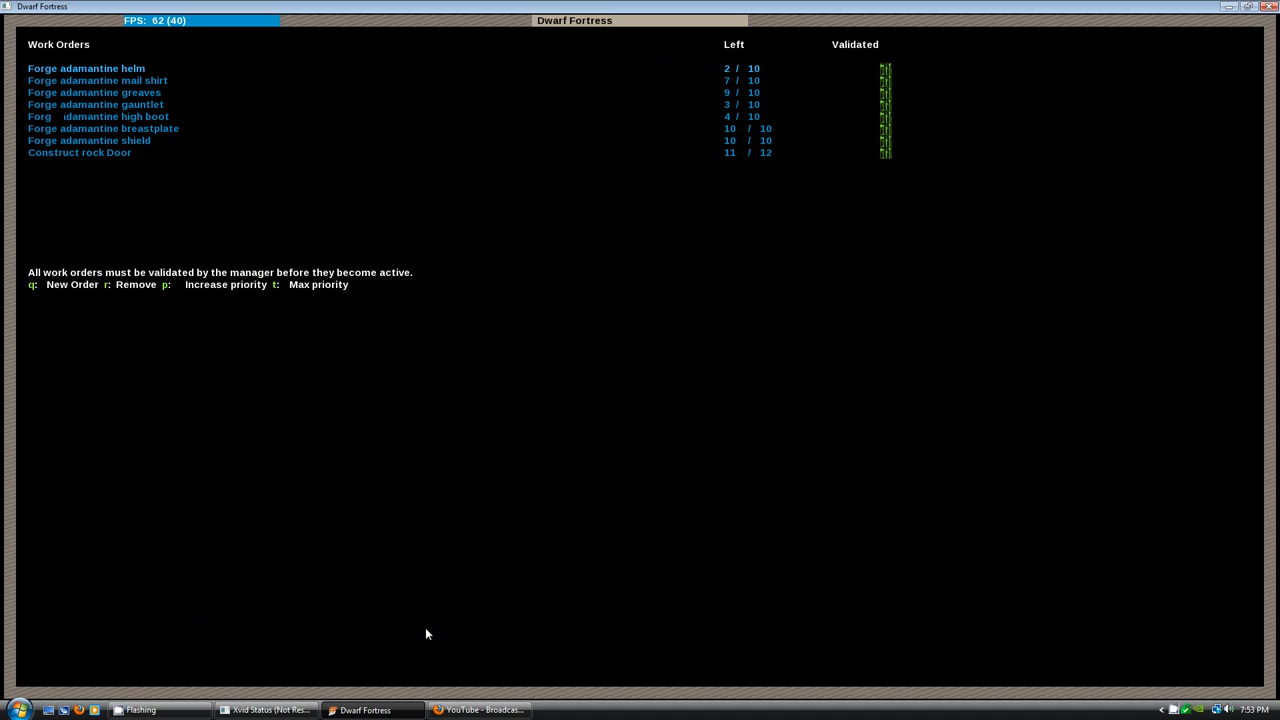 Dwarf Fortress
FPS: 62 (40)
Dwarf Fortress
Work Orders Left Validated
Forge adamantine helm 2 / 10
Forge adamantine mail shirt 7 / 10
Forge adamantine greaves 9 / 10
Forge adamantine gauntlet 3 / 10
Forg adamantine high boot 4 / 10
Forge adamantine breastplate 10 / 10
Forge adamantine shield 10 / 10
Construct rock Door 11 / 12
All work orders must be validated by the manager before they become active.
q: New Order r: Remove p: Increase priority t: Max priority
Flashing
Xvid Status (Not Res...
Dwarf Fortress
YouTube - Broadcas...
7:53 PM